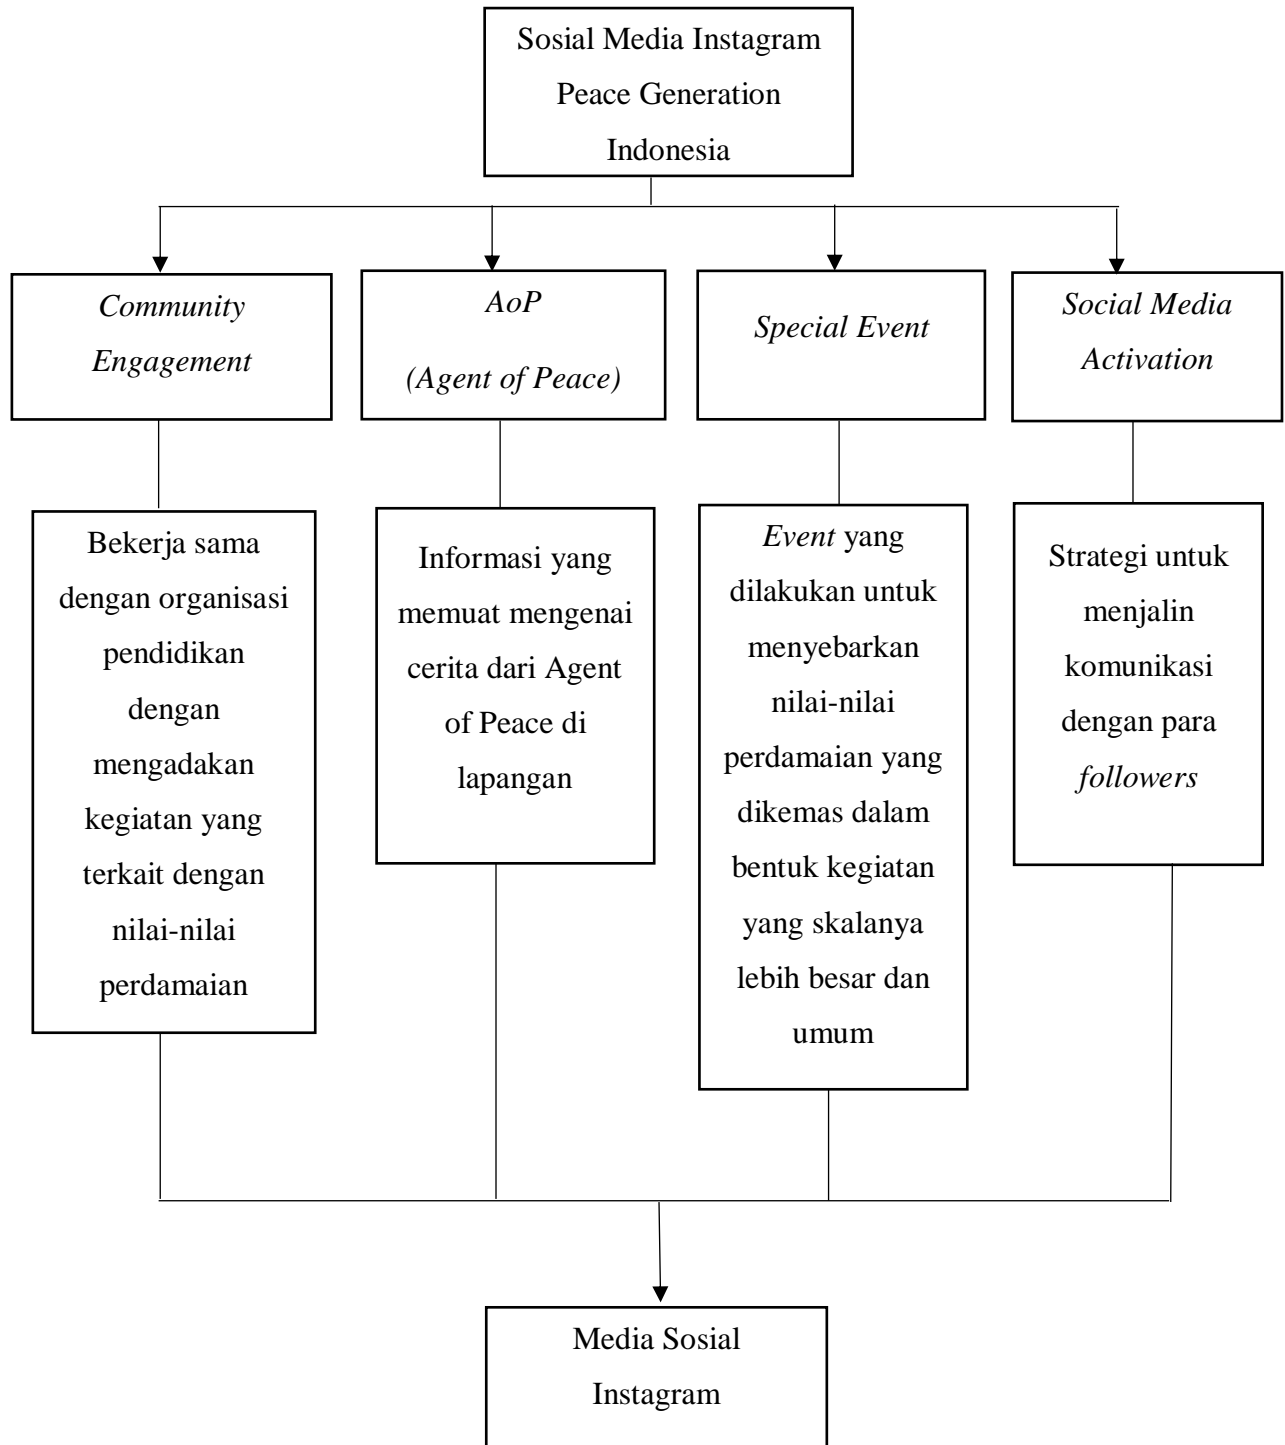 Sosial Media Instagram
Peace Generation
Indonesia
Community
Engagement
AoP
(Agent of Peace)
Special Event
Social Media
Activation
Bekerja sama
dengan organisasi
pendidikan
dengan
mengadakan
kegiatan yang
terkait dengan
nilai-nilai
perdamaian
Informasi yang
memuat mengenai
cerita dari Agent
of Peace di
lapangan
Event yang
dilakukan untuk
menyebarkan
nilai-nilai
perdamaian yang
dikemas dalam
bentuk kegiatan
yang skalanya
lebih besar dan
umum
Strategi untuk
menjalin
komunikasi
dengan para
followers
Media Sosial
Instagram